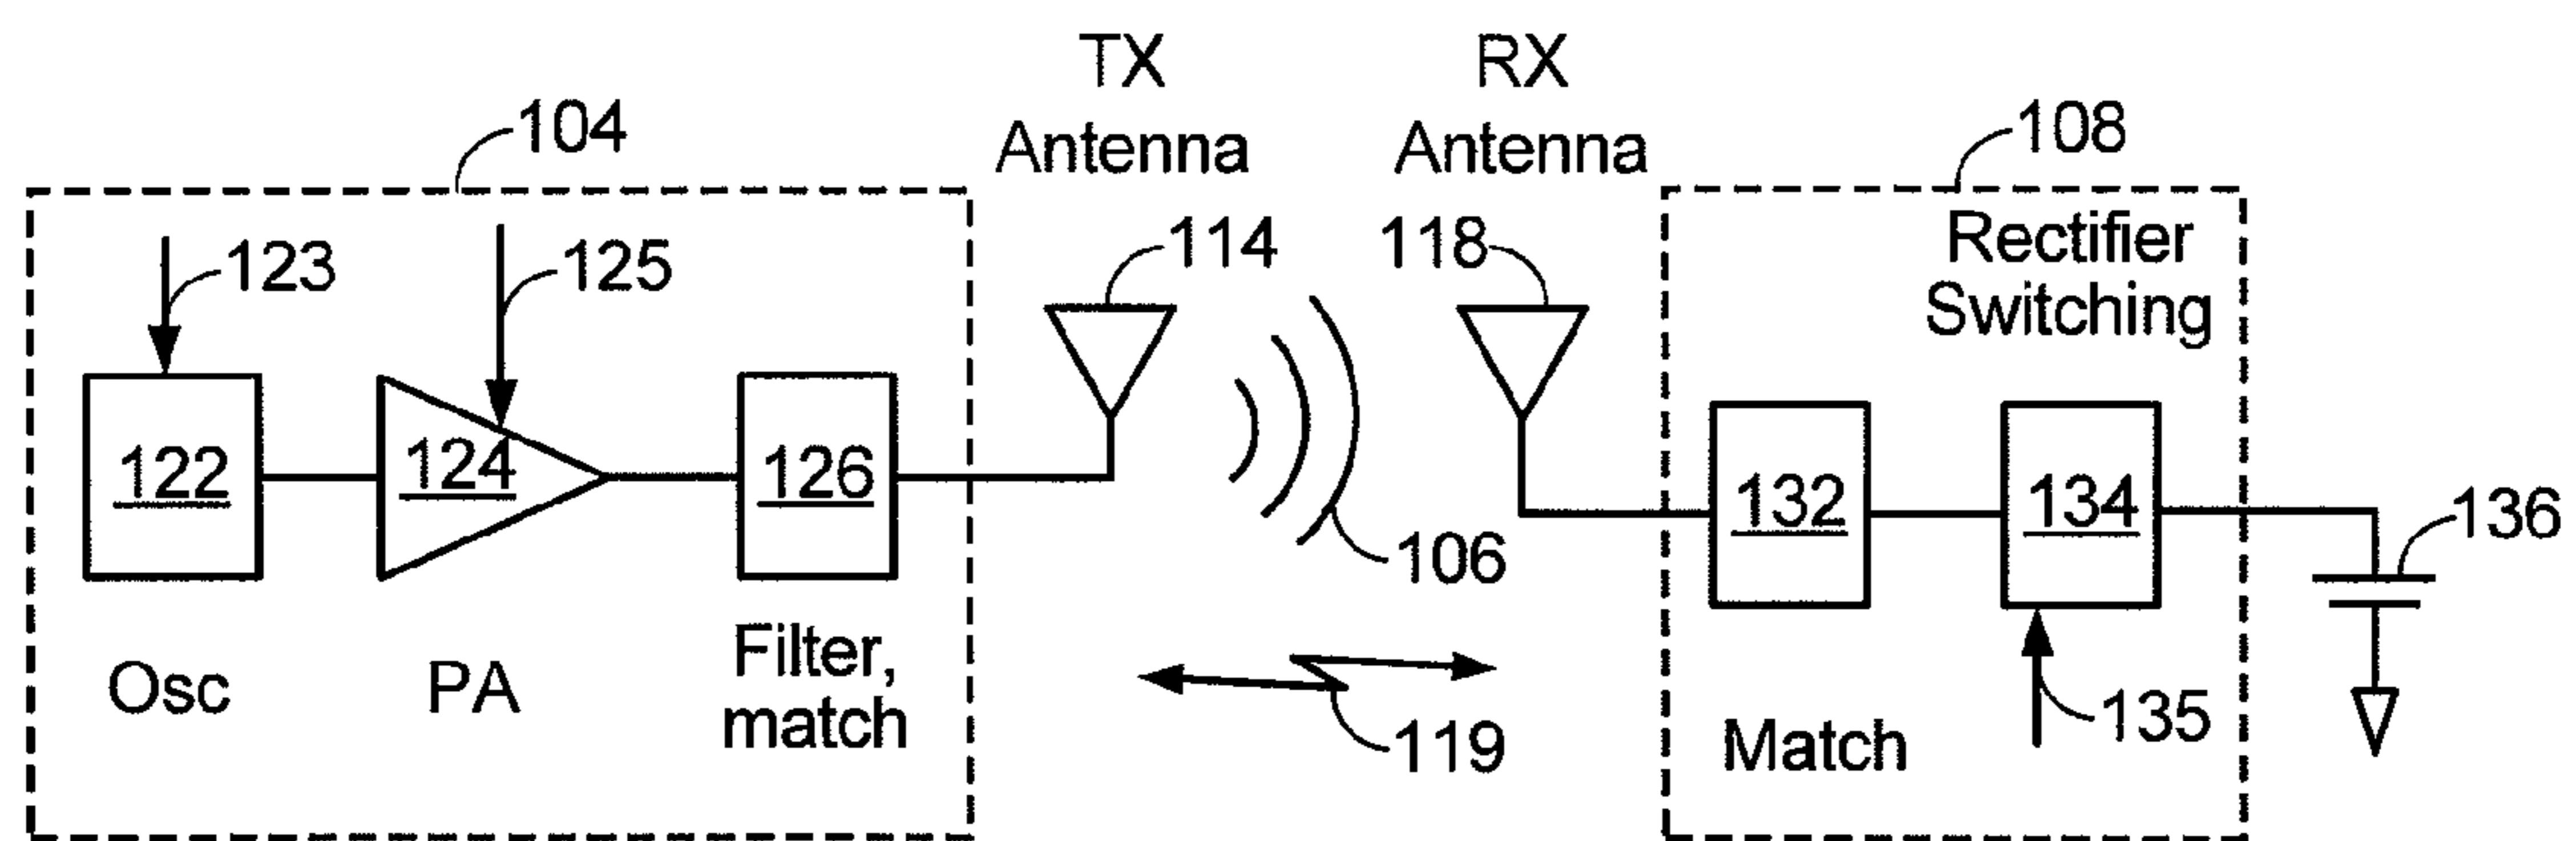 TX
Antenna
RX
Antenna
104
108
123
125
114
118
Rectifier
Switching
122
124
126
106
132
134
136
Osc
PA
Filter,
match
119
Match
135